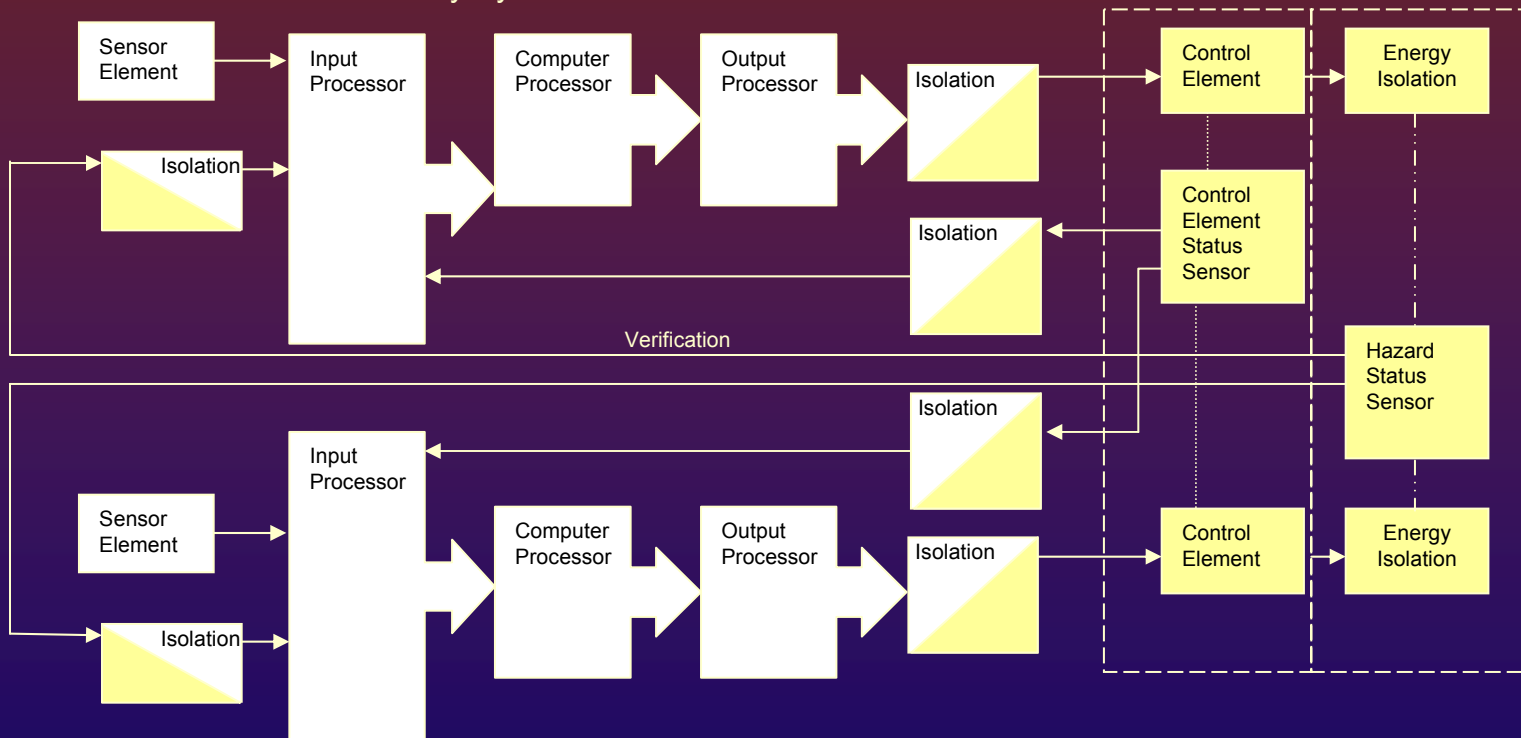 Sensor
Element
Input
Processor
Computer
Processor
Output
Processor
Isolation
Control
Element
Energy
Isolation
Isolation
Control
Element
Status
Sensor
Isolation
Verification
Hazard
Status
Sensor
Isolation
Input
Processor
Sensor
Element
Computer
Processor
Output
Processor
Isolation
Control
Element
Energy
Isolation
Isolation